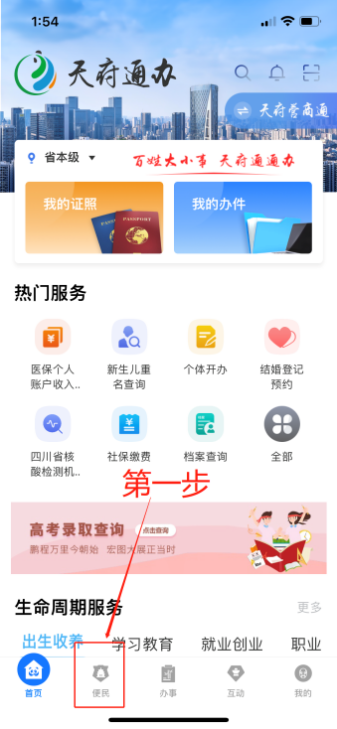 1:54
天府通办
天府营商通
省本级
百姓大小事 天府通通办
我的证照
PASSPORT
我的办件
热门服务
医保个人
账户收入..
新生儿重
名查询
个体开办
结婚登记
预约
四川省核
酸检测机..
社保缴费
档案查询
全部
第一步
高考录取查询
点击查询
鹏程万里今朝始 宏图大展正当时
生命周期服务
更多
出生收养
学习教育
就业创业
职业
首页
便民
办事
互动
我的